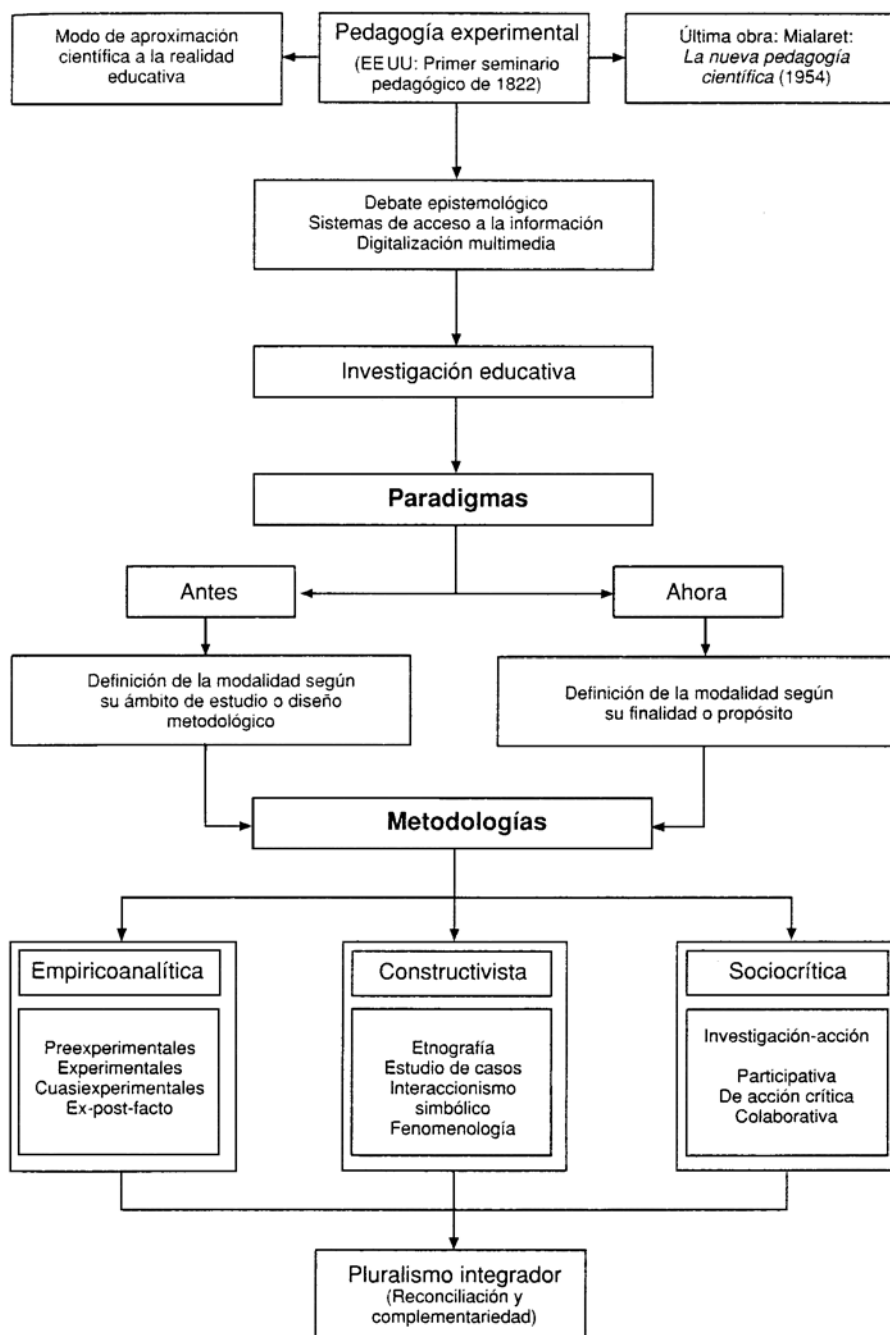 Modo de aproximación
científica a la realidad
educativa
Pedagogía experimental
(EE UU: Primer seminario
pedagógico de 1822)
Última obra: Mialaret:
La nueva pedagogía
científica (1954)
Debate epistemológico
Sistemas de acceso a la información
Digitalización multimedia
Investigación educativa
Paradigmas
Antes
Ahora
Definición de la modalidad según
su ámbito de estudio o diseño
metodológico
Definición de la modalidad según
su finalidad o propósito
Metodologías
Empiricoanalítica
Preexperimentales
Experimentales
Cuasiexperimentales
Ex-post-facto
Constructivista
Etnografía
Estudio de casos
Interaccionismo
simbólico
Fenomenología
Sociocrítica
Investigación-acción
Participativa
De acción crítica
Colaborativa
Pluralismo integrador
(Reconciliación y
complementariedad)